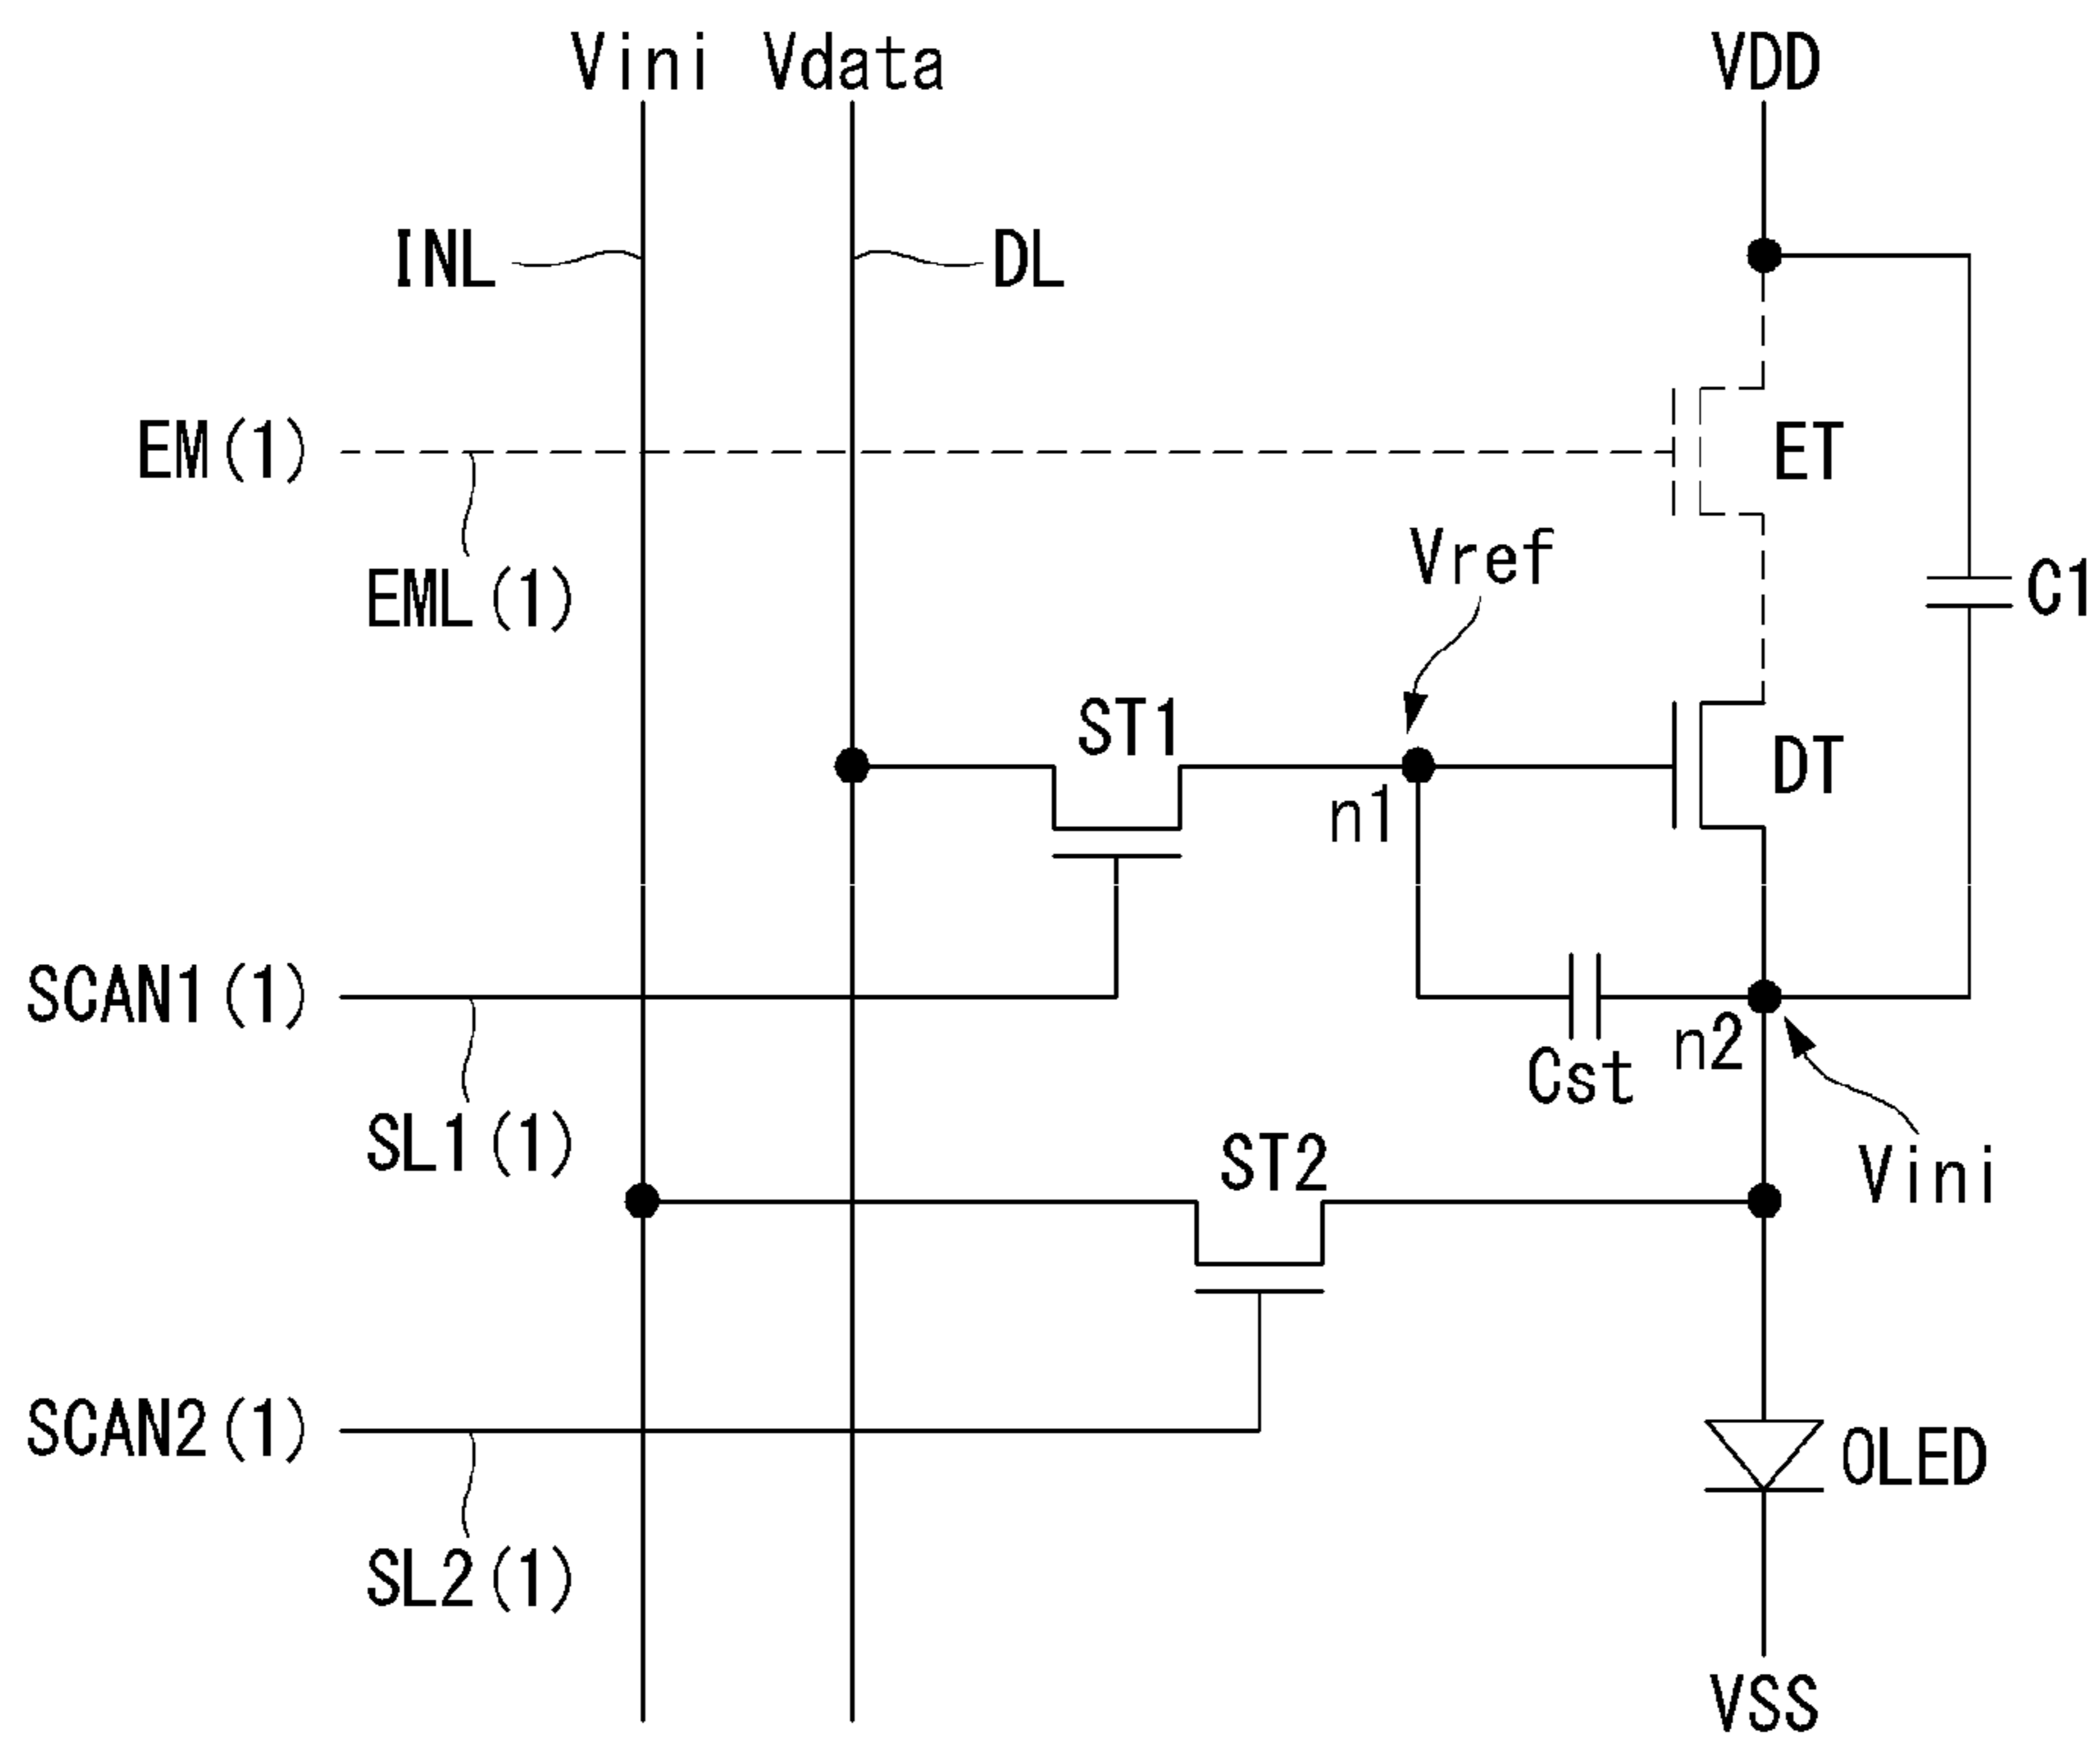 Vini Vdata VDD
INL DL
EM(1) ET
Vref
EML(1) C1
ST1 DT
n1
SCAN1(1) n2
Cst
SL1(1) ST2 Vini
SCAN2(1) OLED
SL2(1)
VSS